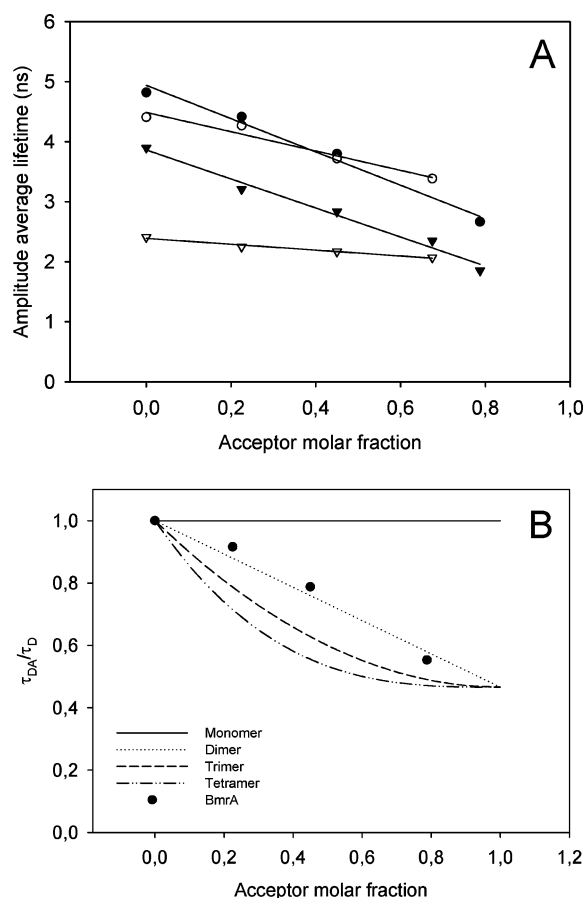 A
Amplitude average lifetime (ns)
6
5
4
3
2
1
0
0,0 0,2 0,4 0,6 0,8 1,0
Acceptor molar fraction
B
τDA/τD
1,0
0,8
0,6
0,4
0,2
0,0
Monomer
Dimer
Trimer
Tetramer
BmrA
0,0 0,2 0,4 0,6 0,8 1,0 1,2
Acceptor molar fraction